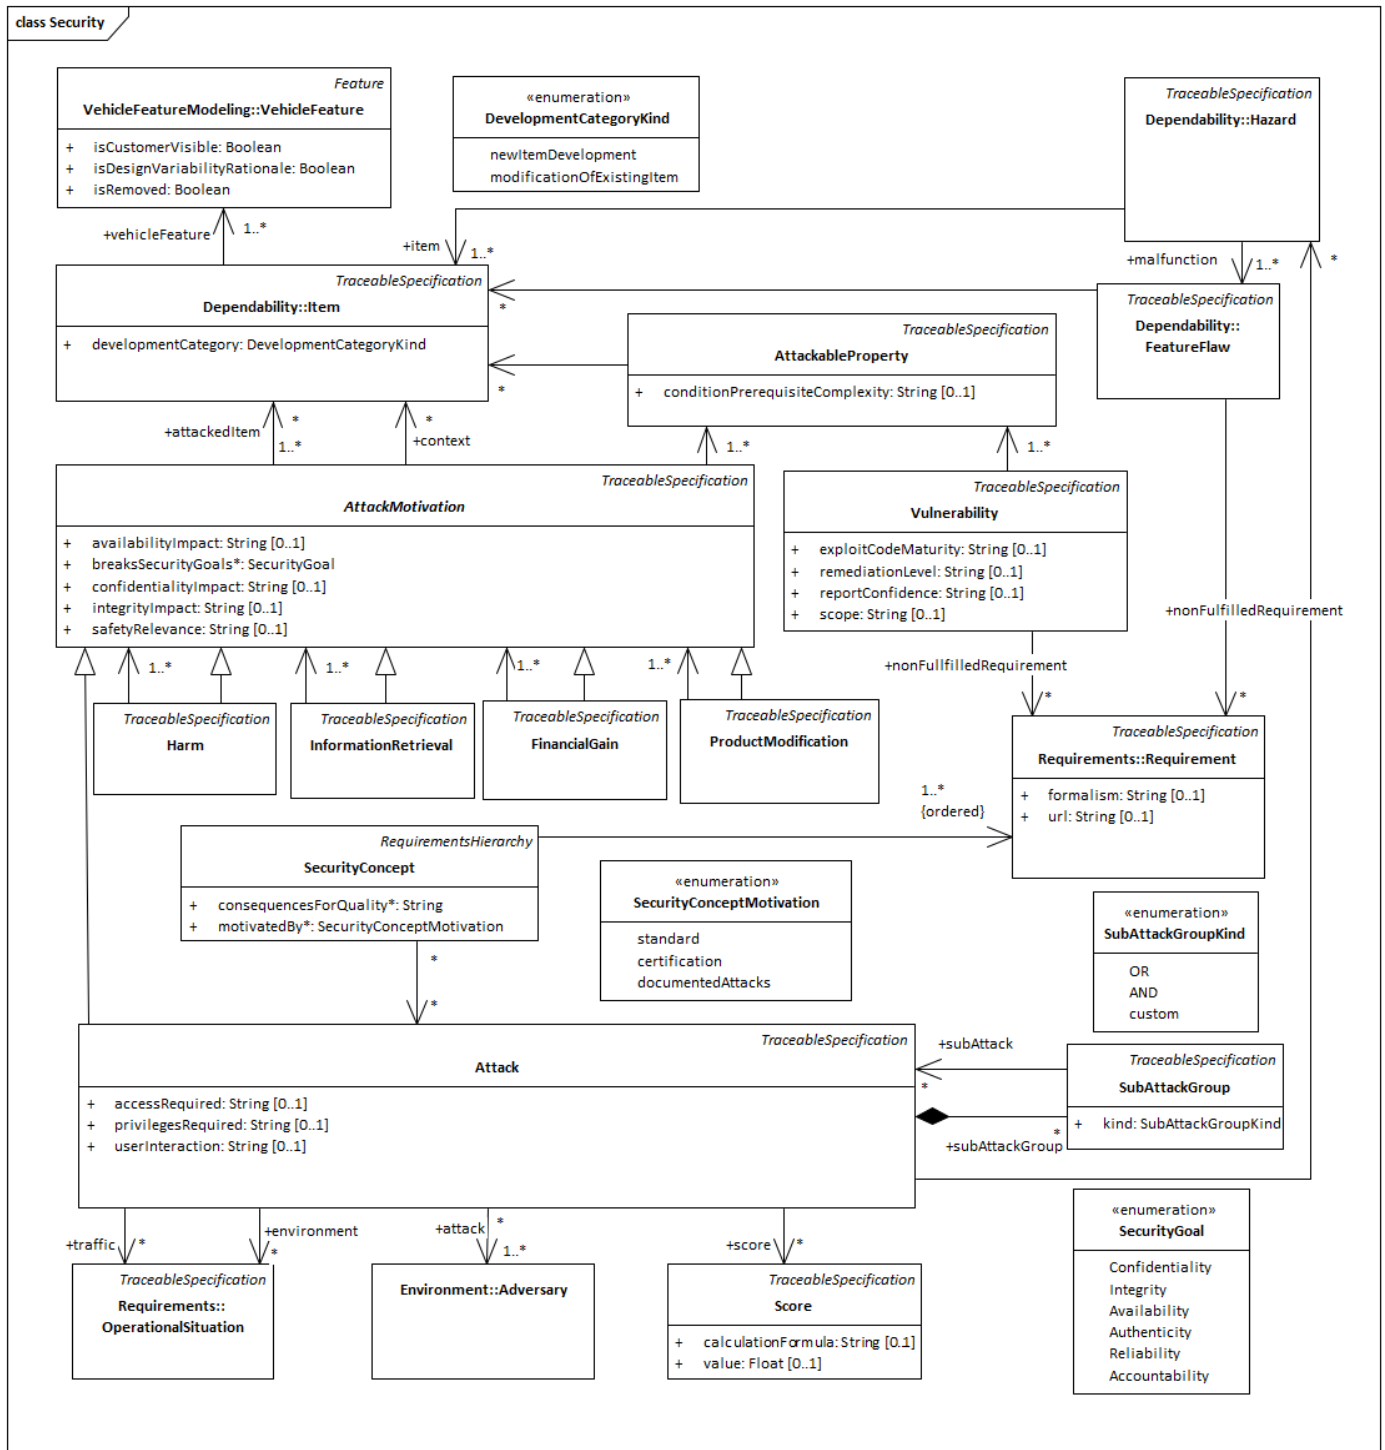 class Security
Feature
VehicleFeatureModeling::VehicleFeature
+ isCustomerVisible: Boolean
+ isDesignVariabilityRationale: Boolean
+ isRemoved: Boolean
«enumeration»
DevelopmentCategoryKind
newItemDevelopment
modificationOfExistingItem
TraceableSpecification
Dependability::Hazard
+vehicleFeature
1..*
+item
1..*
+malfunction
1..*
*
TraceableSpecification
Dependability::Item
+ developmentCategory: DevelopmentCategoryKind
*
TraceableSpecification
Dependability::
FeatureFlaw
TraceableSpecification
AttackableProperty
+ conditionPrerequisiteComplexity: String [0..1]
*
+attackedItem
*
1..*
*
+context
1..*
1..*
TraceableSpecification
AttackMotivation
+ availabilityImpact: String [0..1]
+ breaksSecurityGoals*: SecurityGoal
+ confidentialityImpact: String [0..1]
+ integrityImpact: String [0..1]
+ safetyRelevance: String [0..1]
TraceableSpecification
Vulnerability
+ exploitCodeMaturity: String [0..1]
+ remediationLevel: String [0..1]
+ reportConfidence: String [0..1]
+ scope: String [0..1]
+nonFulfilledRequirement
*
+nonFullfilledRequirement
*
1..*
1..*
1..*
1..*
TraceableSpecification
Harm
TraceableSpecification
InformationRetrieval
TraceableSpecification
FinancialGain
TraceableSpecification
ProductModification
TraceableSpecification
Requirements::Requirement
+ formalism: String [0..1]
+ url: String [0..1]
1..*
{ordered}
RequirementsHierarchy
SecurityConcept
+ consequencesForQuality*: String
+ motivatedBy*: SecurityConceptMotivation
«enumeration»
SecurityConceptMotivation
standard
certification
documentedAttacks
«enumeration»
SubAttackGroupKind
OR
AND
custom
*
*
TraceableSpecification
Attack
+ accessRequired: String [0..1]
+ privilegesRequired: String [0..1]
+ userInteraction: String [0..1]
+subAttack
*
*
+subAttackGroup
TraceableSpecification
SubAttackGroup
+ kind: SubAttackGroupKind
+traffic
*
+environment
*
+attack
*
1..*
+score
*
TraceableSpecification
Requirements::
OperationalSituation
Environment::Adversary
TraceableSpecification
Score
+ calculationFormula: String [0.1]
+ value: Float [0..1]
«enumeration»
SecurityGoal
Confidentiality
Integrity
Availability
Authenticity
Reliability
Accountability